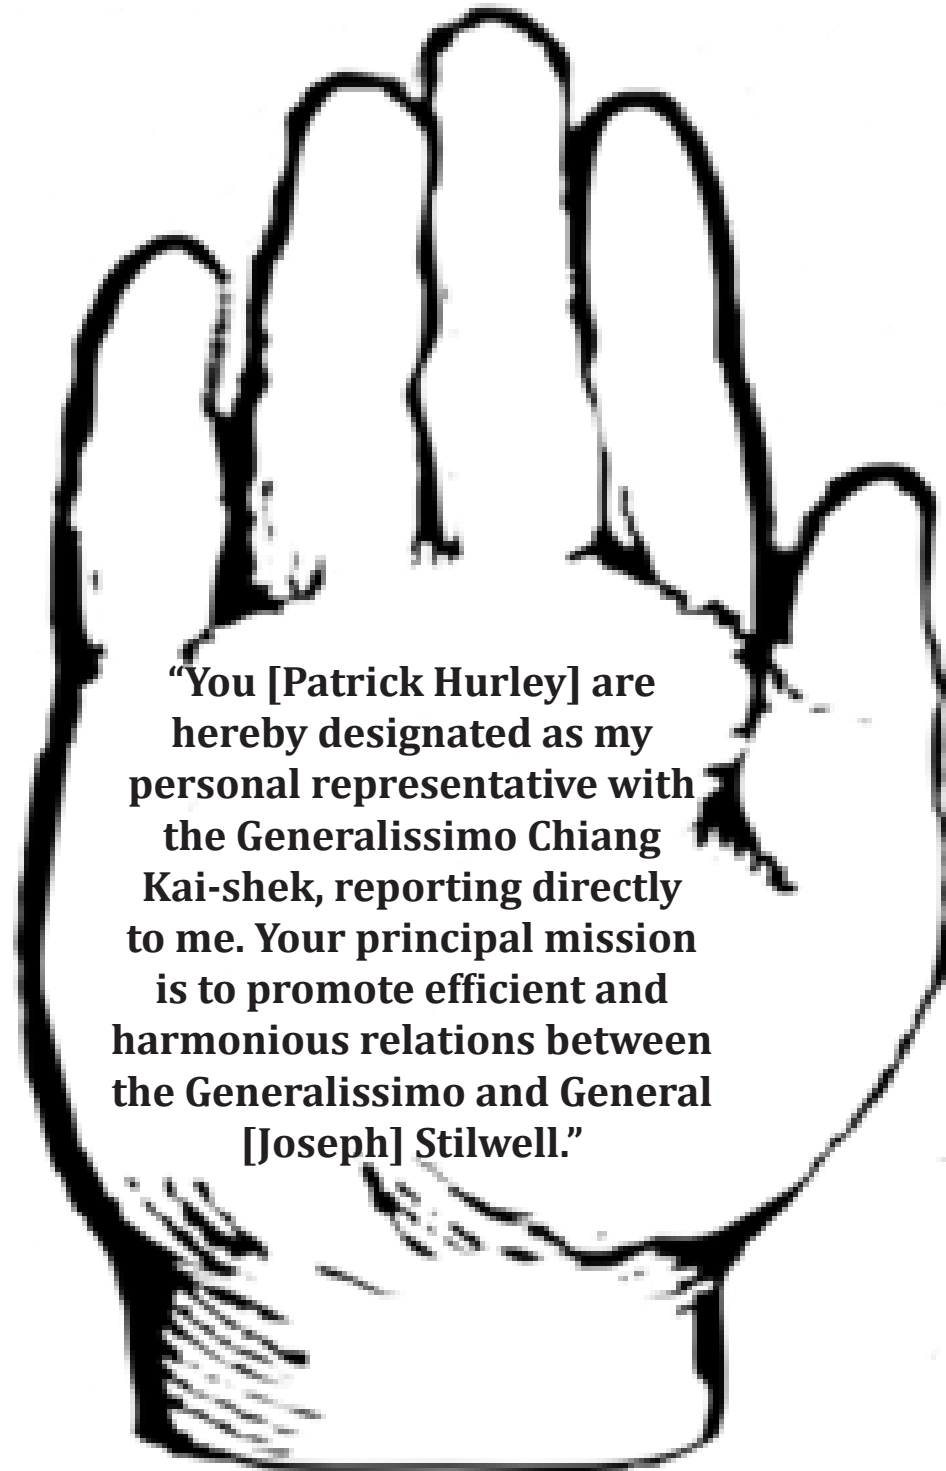 “You [Patrick Hurley] are
hereby designated as my
personal representative with
the Generalissimo Chiang
Kai-shek, reporting directly
to me. Your principal mission
is to promote efficient and
harmonious relations between
the Generalissimo and General
[Joseph] Stilwell.”